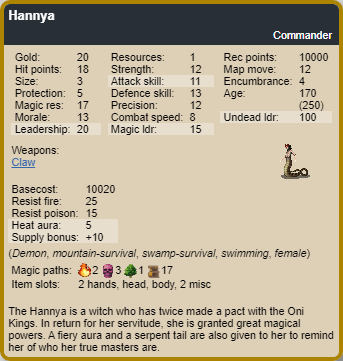 Hannya
Commander
Gold: 20 Resources: 1 Rec points: 10000
Hit points: 18 Strength: 12 Map move: 12
Size: 3 Attack skill: 11 Encumbrance: 4
Protection: 5 Defence skill: 13 Age: 170
Magic res: 17 Precision: 12 (250)
Morale: 13 Combat speed: 8 Undead ldr: 100
Leadership: 20 Magic ldr: 15
Weapons:
Claw
Basecost: 10020
Resist fire: 25
Resist poison: 15
Heat aura: 5
Supply bonus: +10
(Demon, mountain-survival, swamp-survival, swimming, female)
Magic paths: 2 3 1 17
Item slots: 2 hands, head, body, 2 misc
The Hannya is a witch who has twice made a pact with the Oni
Kings. In return for her servitude, she is granted great magical
powers. A fiery aura and a serpent tail are also given to her to remind
her of who her true masters are.